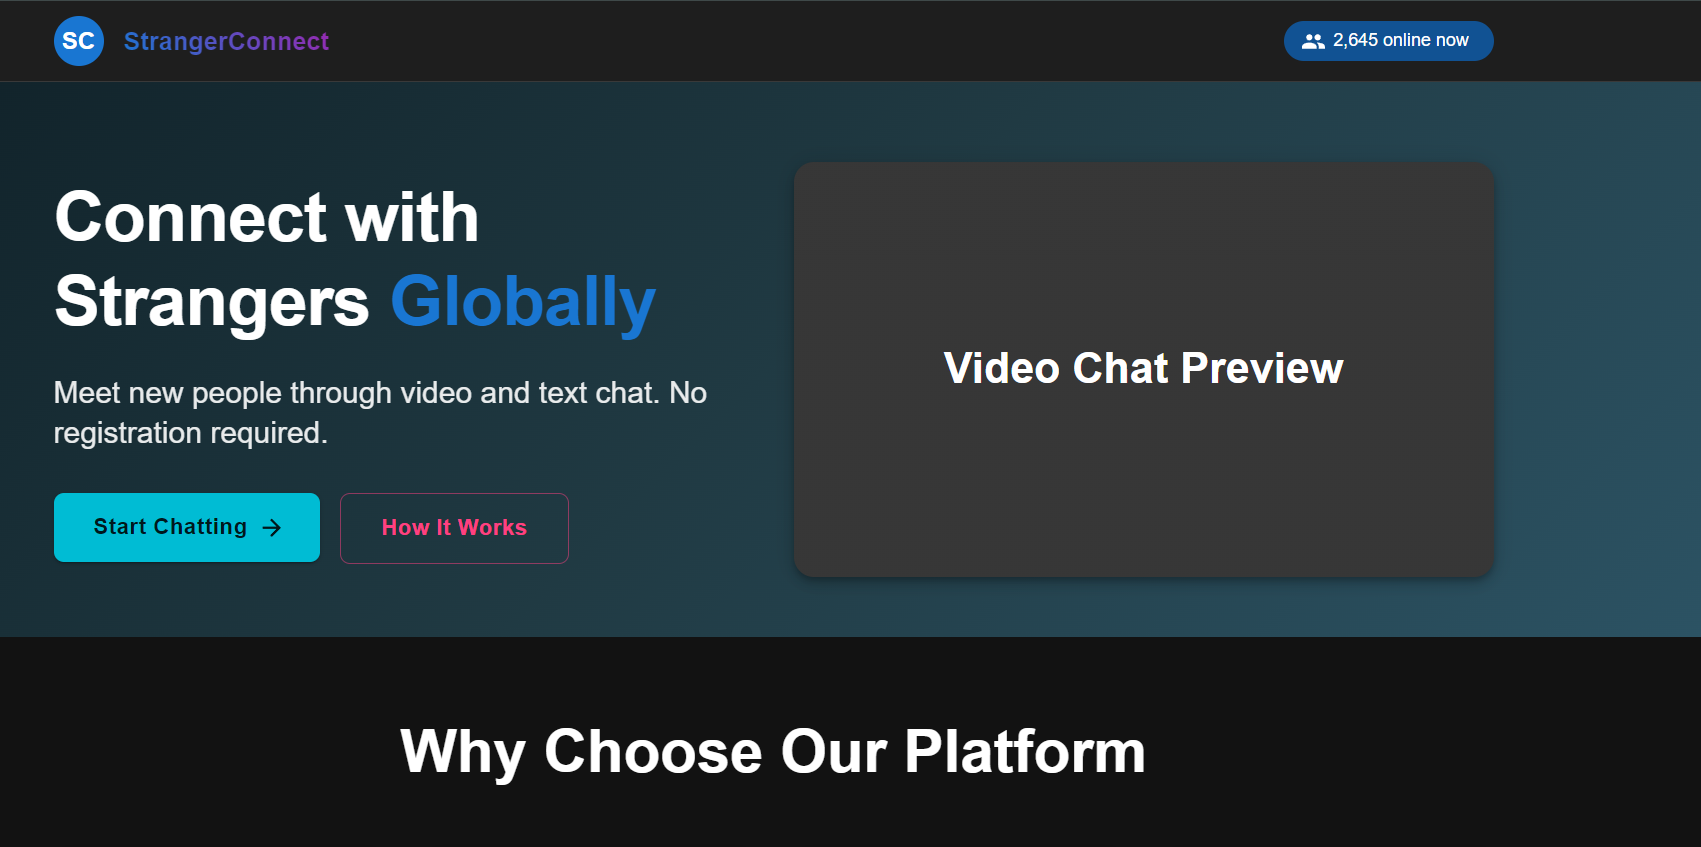 SC StrangerConnect
2,645 online now
Connect with
Strangers Globally
Meet new people through video and text chat. No
registration required.
Start Chatting
How It Works
Video Chat Preview
Why Choose Our Platform